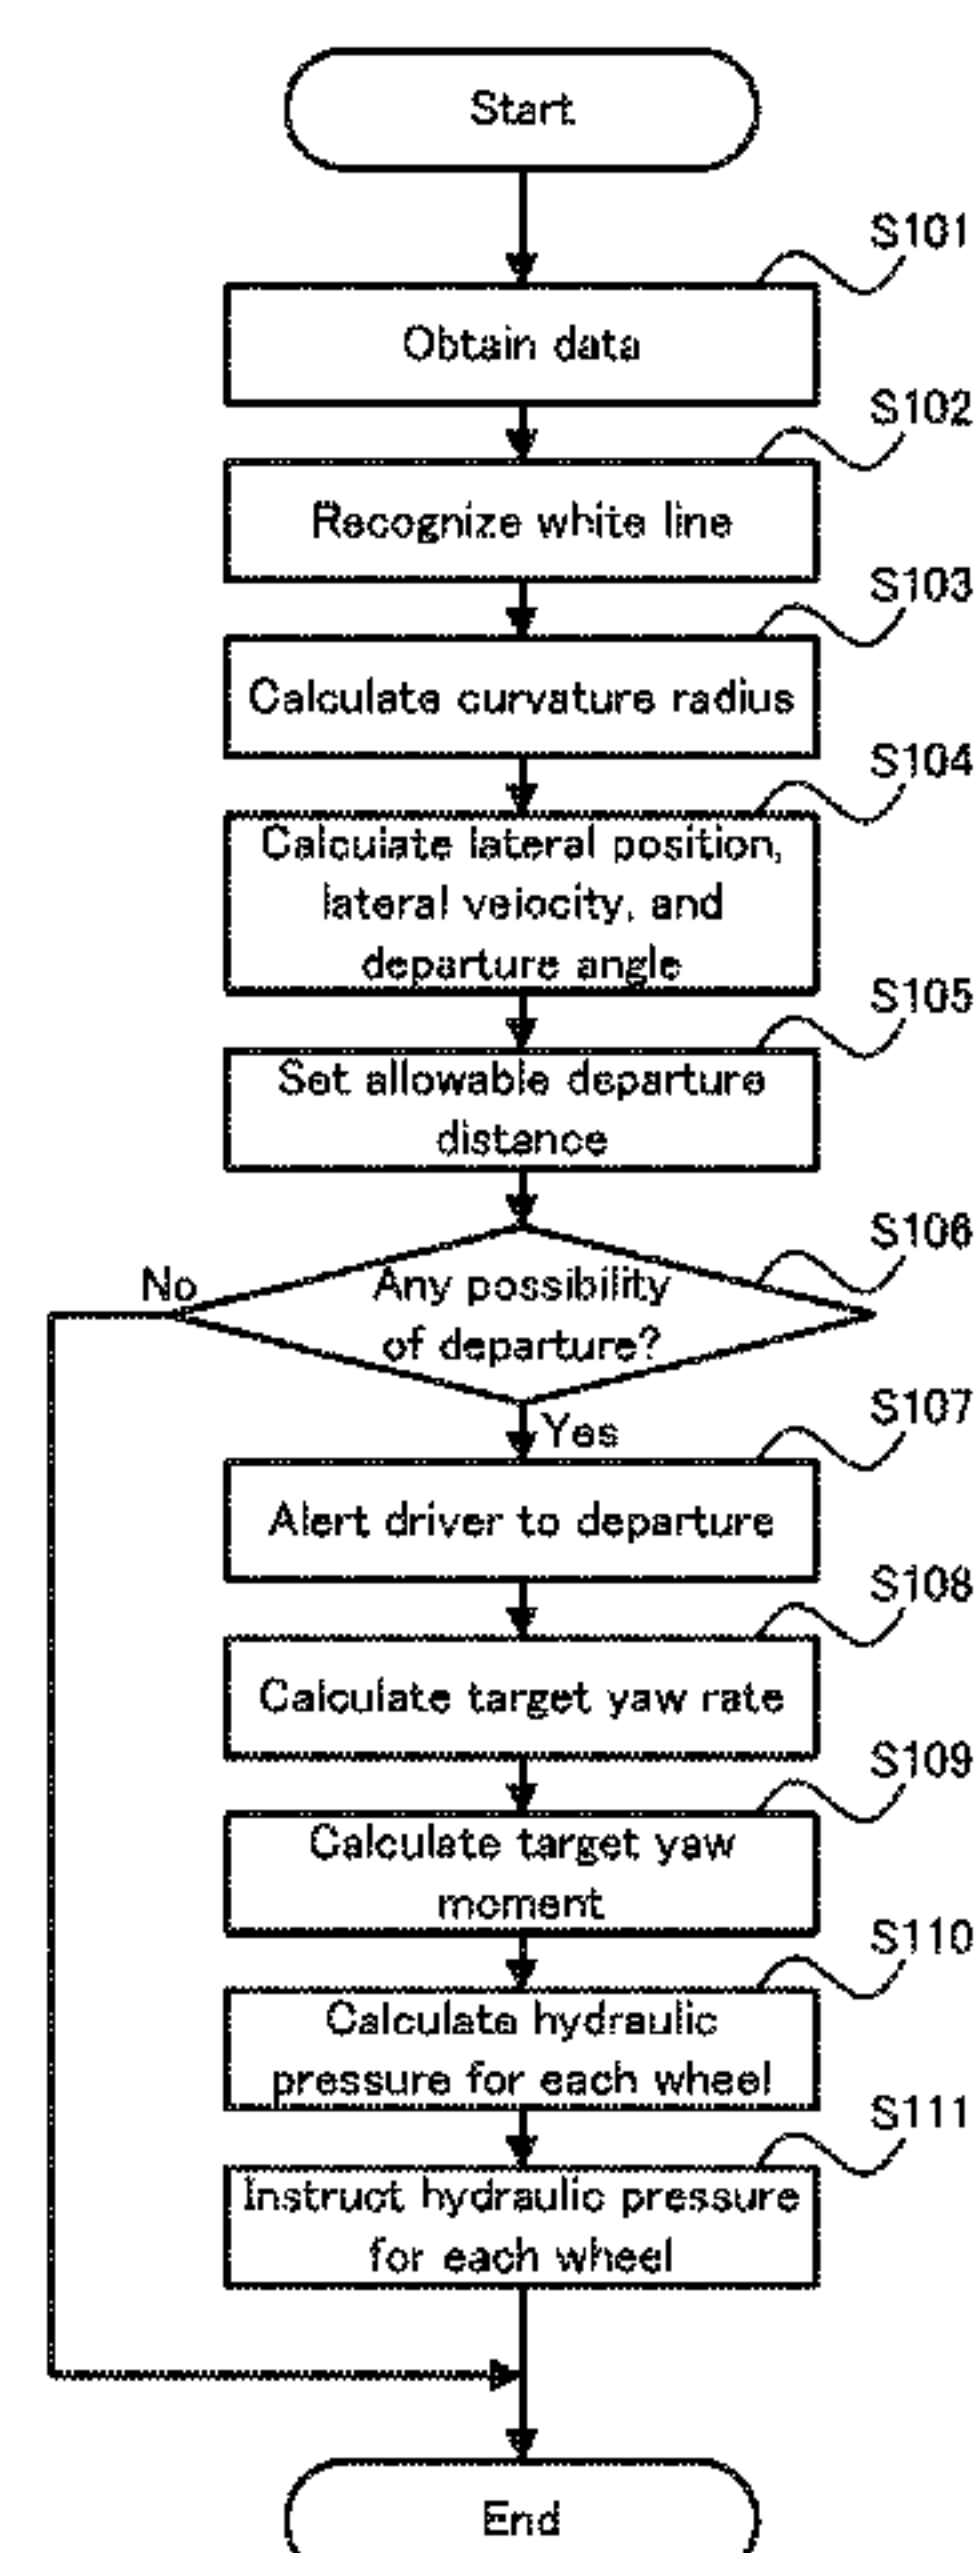 Start
S101
Obtain data
S102
Recognize white line
S103
Calculate curvature radius
S104
Calculate lateral position,
lateral velocity, and
departure angle
S105
Set allowable departure
distance
S106
No
Any possibility
of departure?
Yes
S107
Alert driver to departure
S108
Calculate target yaw rate
S109
Calculate target yaw
moment
S110
Calculate hydraulic
pressure for each wheel
S111
Instruct hydraulic pressure
for each wheel
End